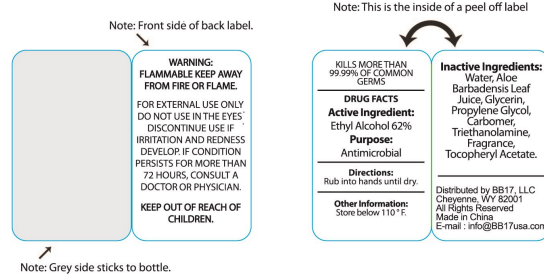 Note: Front side of back label.
WARNING:
FLAMMABLE KEEP AWAY
FROM FIRE OR FLAME.
FOR EXTERNAL USE ONLY
DO NOT USE IN THE EYES
DISCONTINUE USE IF
IRRITATION AND REDNESS
DEVELOP. IF CONDITION
PERSISTS FOR MORE THAN
72 HOURS, CONSULT A
DOCTOR OR PHYSICIAN.
KEEP OUT OF REACH OF
CHILDREN.
Note: Grey side sticks to bottle.
Note: This is the inside of a peel off label
KILLS MORE THAN
99.99% OF COMMON
GERMS
DRUG FACTS
Active Ingredient:
Ethyl Alcohol 62%
Purpose:
Antimicrobial
Directions:
Rub into hands until dry.
Other Information:
Store below 110 ° F.
Inactive Ingredients:
Water, Aloe
Barbadensis Leaf
Juice, Glycerin,
Propylene Glycol,
Carbomer,
Triethanolamine,
Fragrance,
Tocopheryl Acetate.
Distributed by BB17, LLC
Cheyenne, WY 82001
All Rights Reserved
Made in China
E-mail : info@BB17usa.com